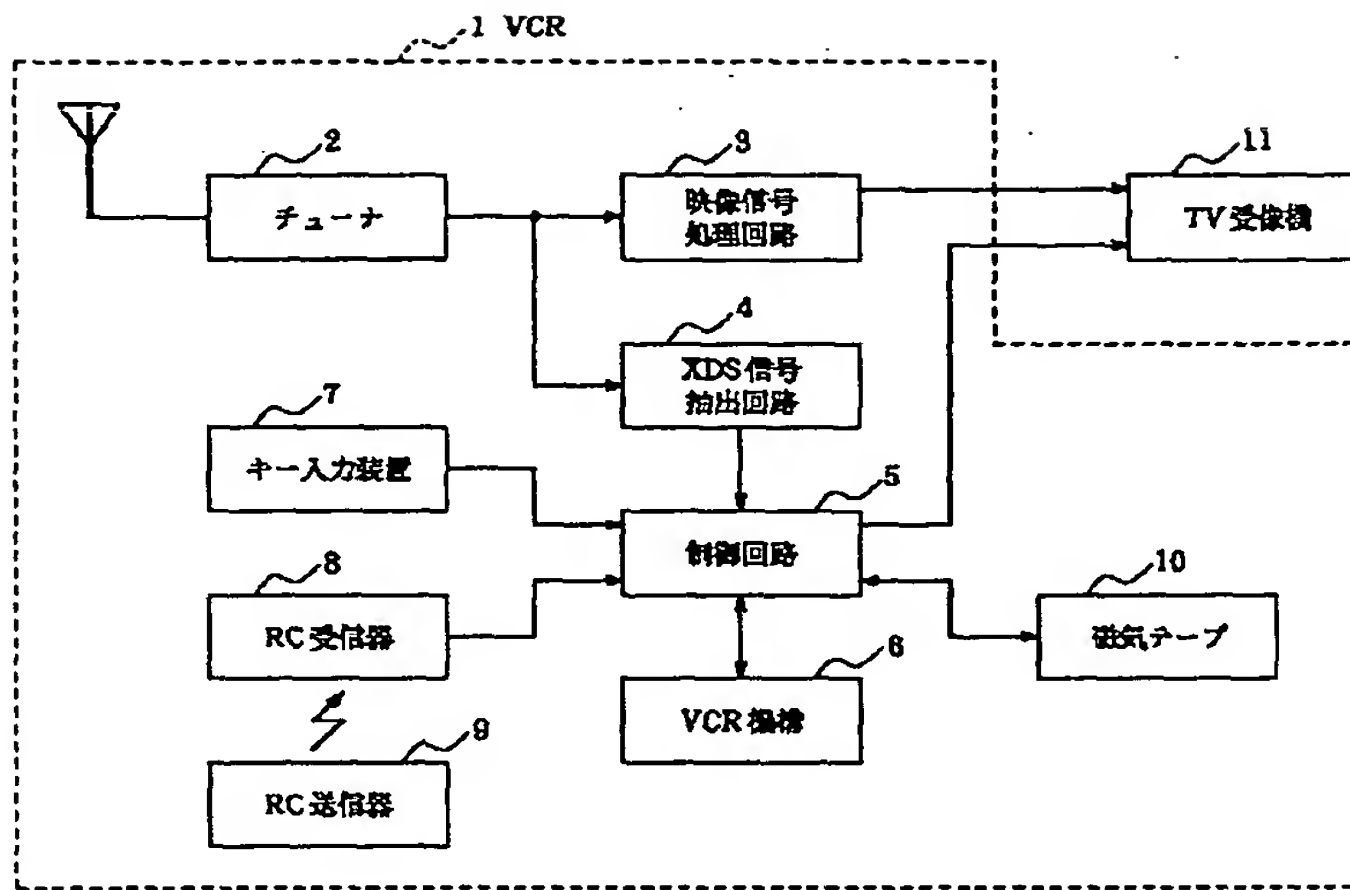 1 VCR
2
チューナ
3
映像信号
処理回路
11
TV受像機
4
XDS信号
抽出回路
7
キー入力装置
5
制御回路
8
RC受信器
10
磁気テープ
6
VCR機構
9
RC送信器